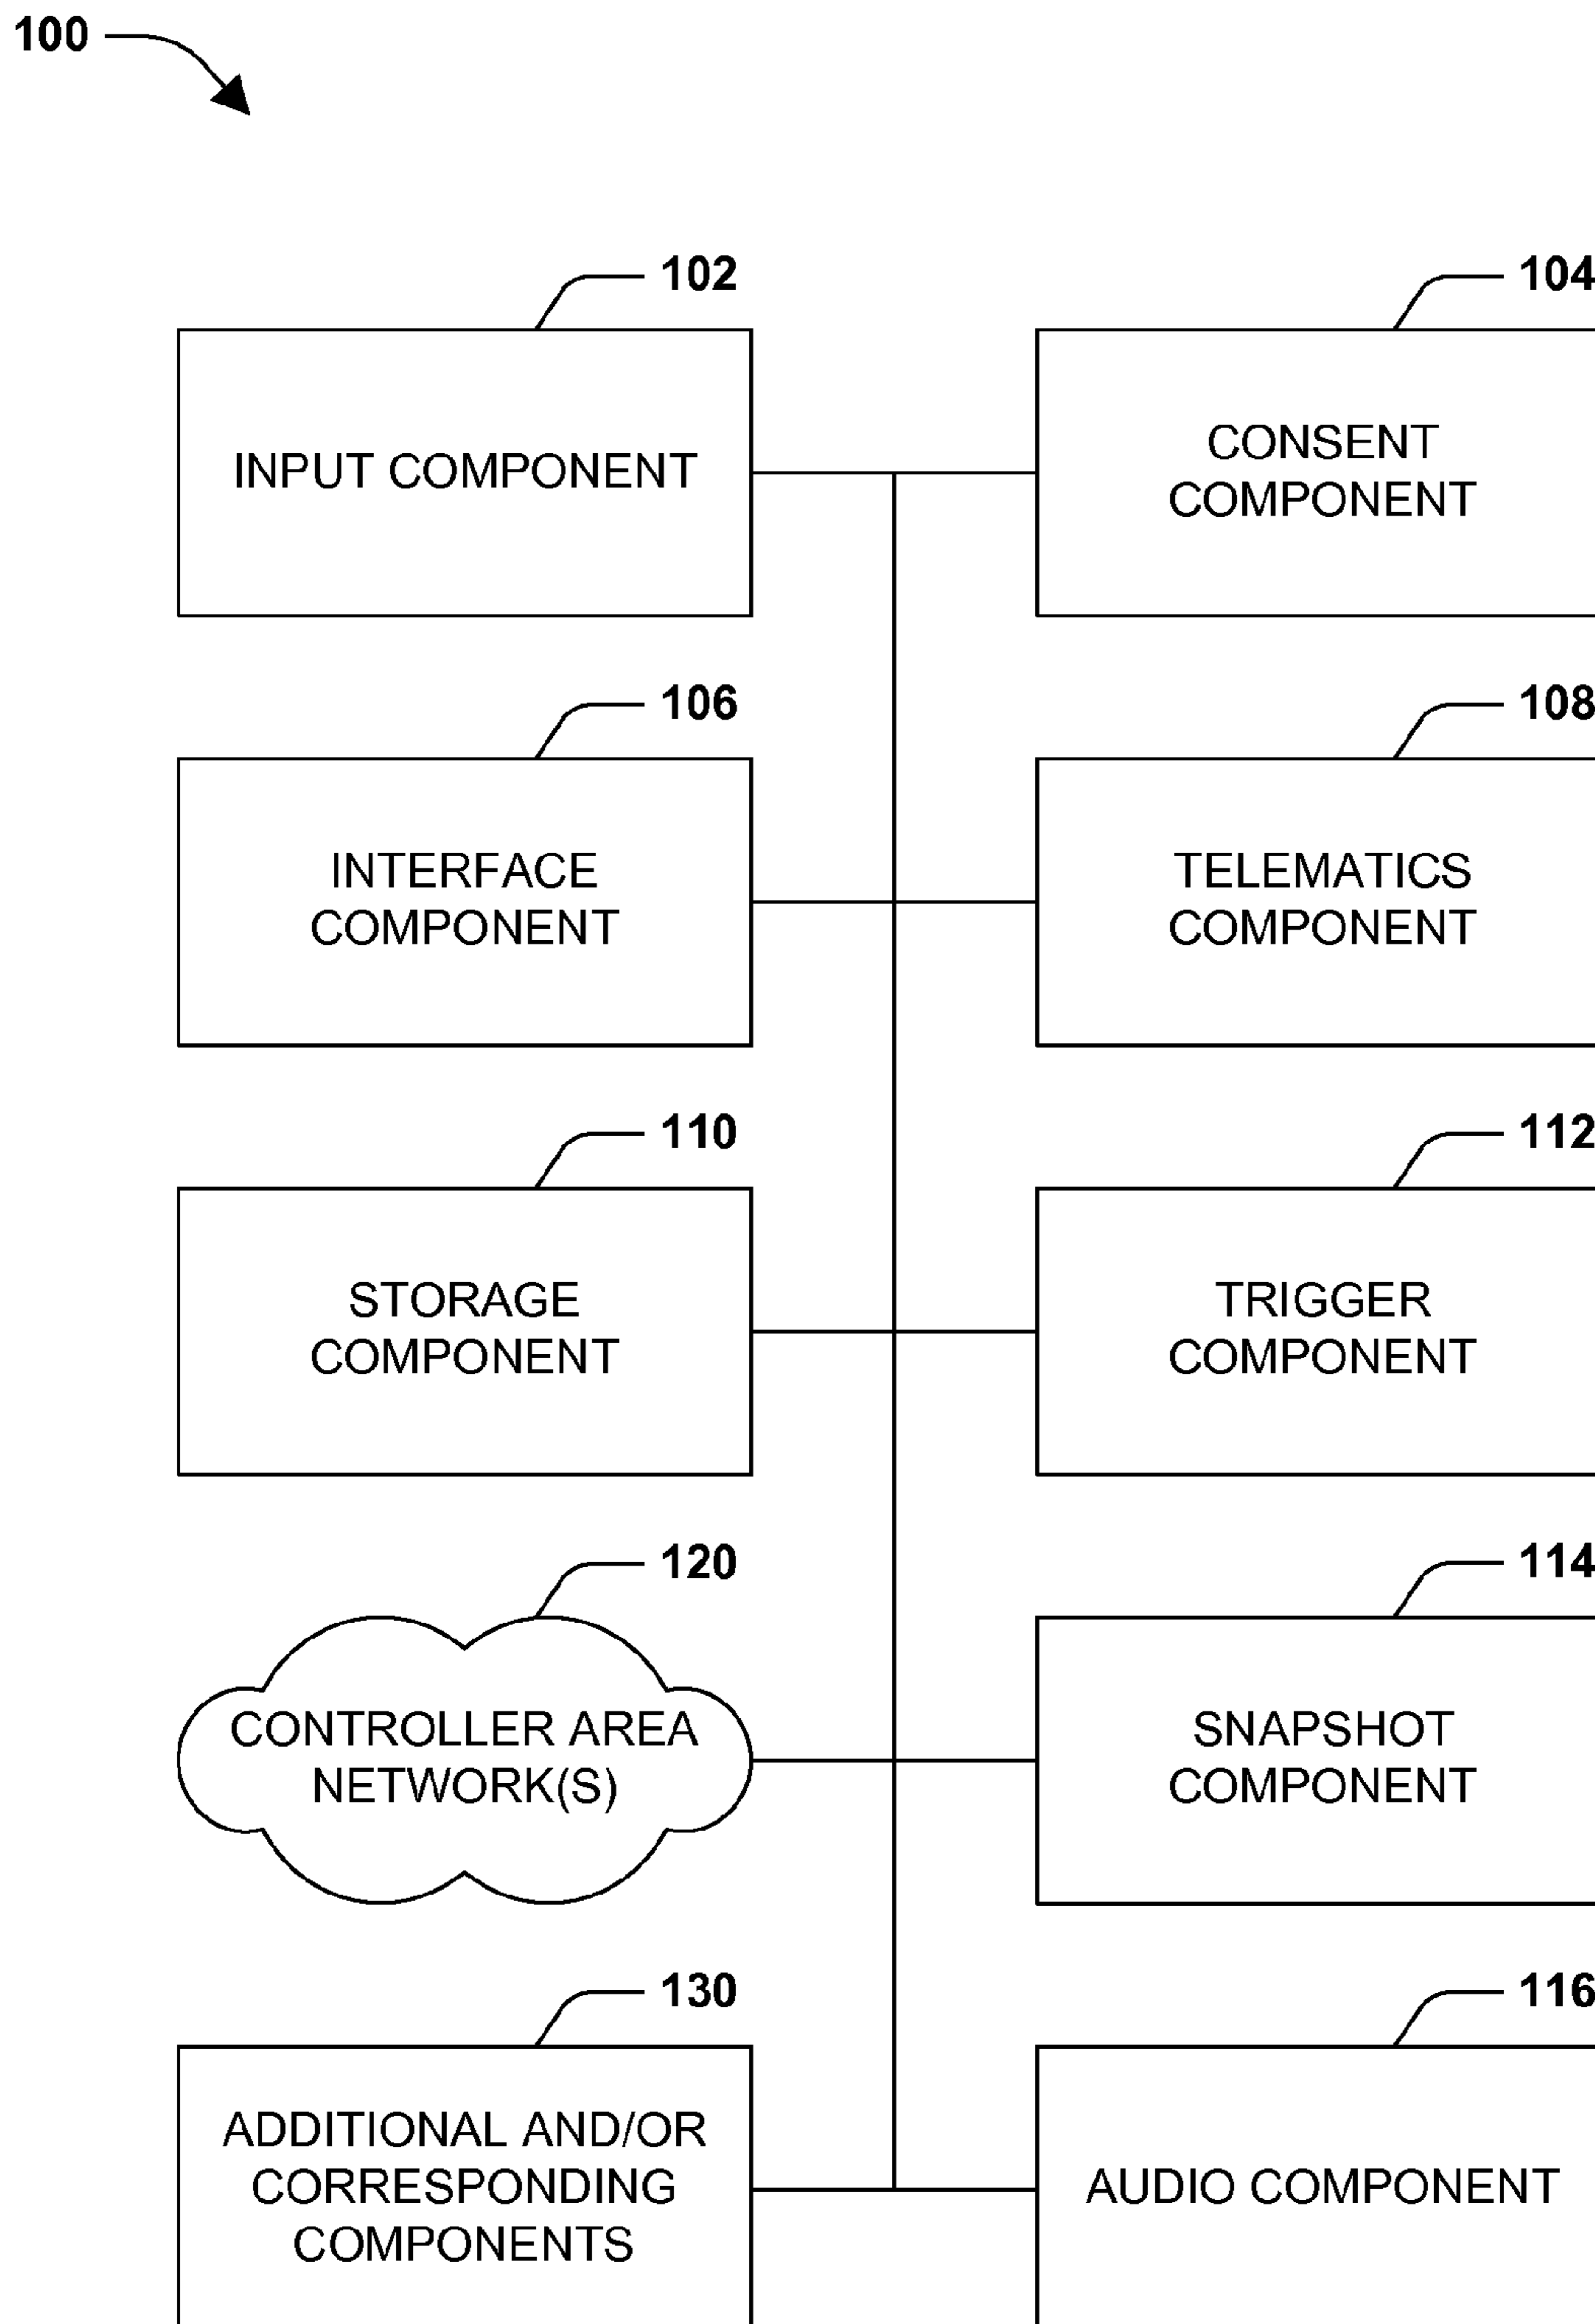 100
102
104
INPUT COMPONENT
CONSENT
COMPONENT
106
108
INTERFACE
COMPONENT
TELEMATICS
COMPONENT
110
112
STORAGE
COMPONENT
TRIGGER
COMPONENT
120
114
CONTROLLER AREA
NETWORK(S)
SNAPSHOT
COMPONENT
130
116
ADDITIONAL AND/OR
CORRESPONDING
COMPONENTS
AUDIO COMPONENT